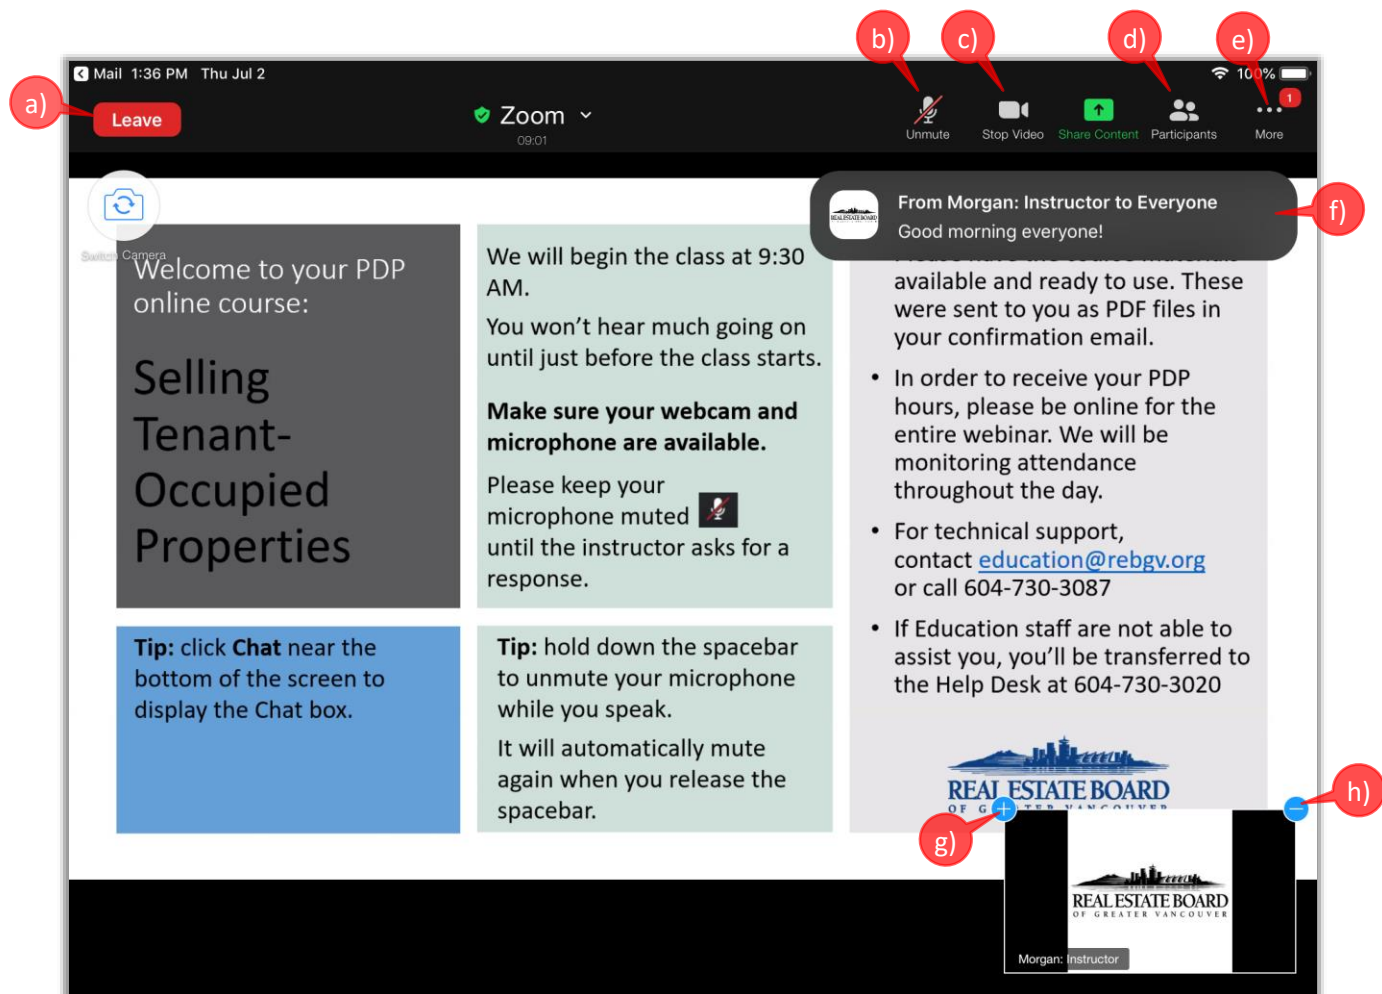 b)
c)
d)
e)
Mail 1:36 PM Thu Jul 2
100%
a)
Leave
Zoom
09:01
Unmute
Stop Video
Share Content
Participants
More
1
Switch Camera
From Morgan: Instructor to Everyone
Good morning everyone!
REAL ESTATE BOARD
f)
Welcome to your PDP
online course:
Selling
Tenant-
Occupied
Properties
We will begin the class at 9:30
AM.
You won't hear much going on
until just before the class starts.
Make sure your webcam and
microphone are available.
Please keep your
microphone muted
until the instructor asks for a
response.
available and ready to use. These
were sent to you as PDF files in
your confirmation email.
• In order to receive your PDP
hours, please be online for the
entire webinar. We will be
monitoring attendance
throughout the day.
• For technical support,
contact education@rebgv.org
or call 604-730-3087
• If Education staff are not able to
assist you, you'll be transferred to
the Help Desk at 604-730-3020
Tip: click Chat near the
bottom of the screen to
display the Chat box.
Tip: hold down the spacebar
to unmute your microphone
while you speak.
It will automatically mute
again when you release the
spacebar.
REAL ESTATE BOARD
g)
h)
REAL ESTATE BOARD
OF GREATER VANCOUVER
Morgan: Instructor